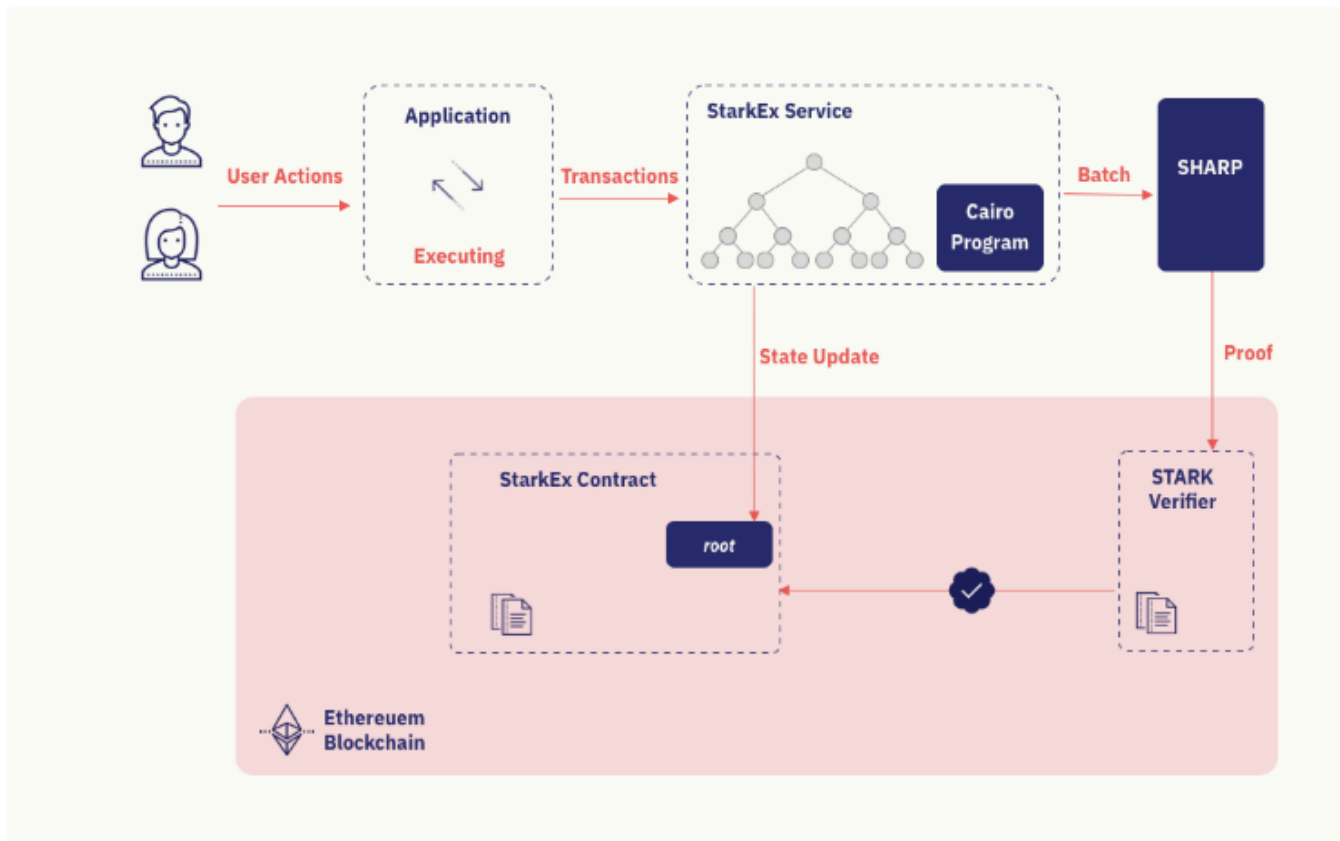 Application
StarkEx Service
User Actions
Transactions
Batch
SHARP
Cairo
Program
Executing
State Update
Proof
StarkEx Contract
STARK
Verifier
root
Ethereuem
Blockchain